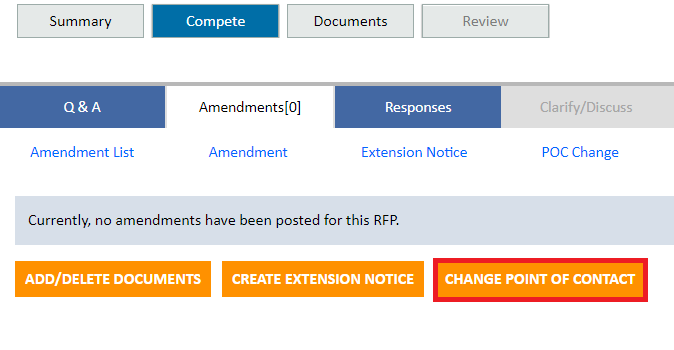 Summary Compete Documents Review
Q & A Amendments[0] Responses Clarify/Discuss
Amendment List Amendment Extension Notice POC Change
Currently, no amendments have been posted for this RFP.
ADD/DELETE DOCUMENTS CREATE EXTENSION NOTICE CHANGE POINT OF CONTACT